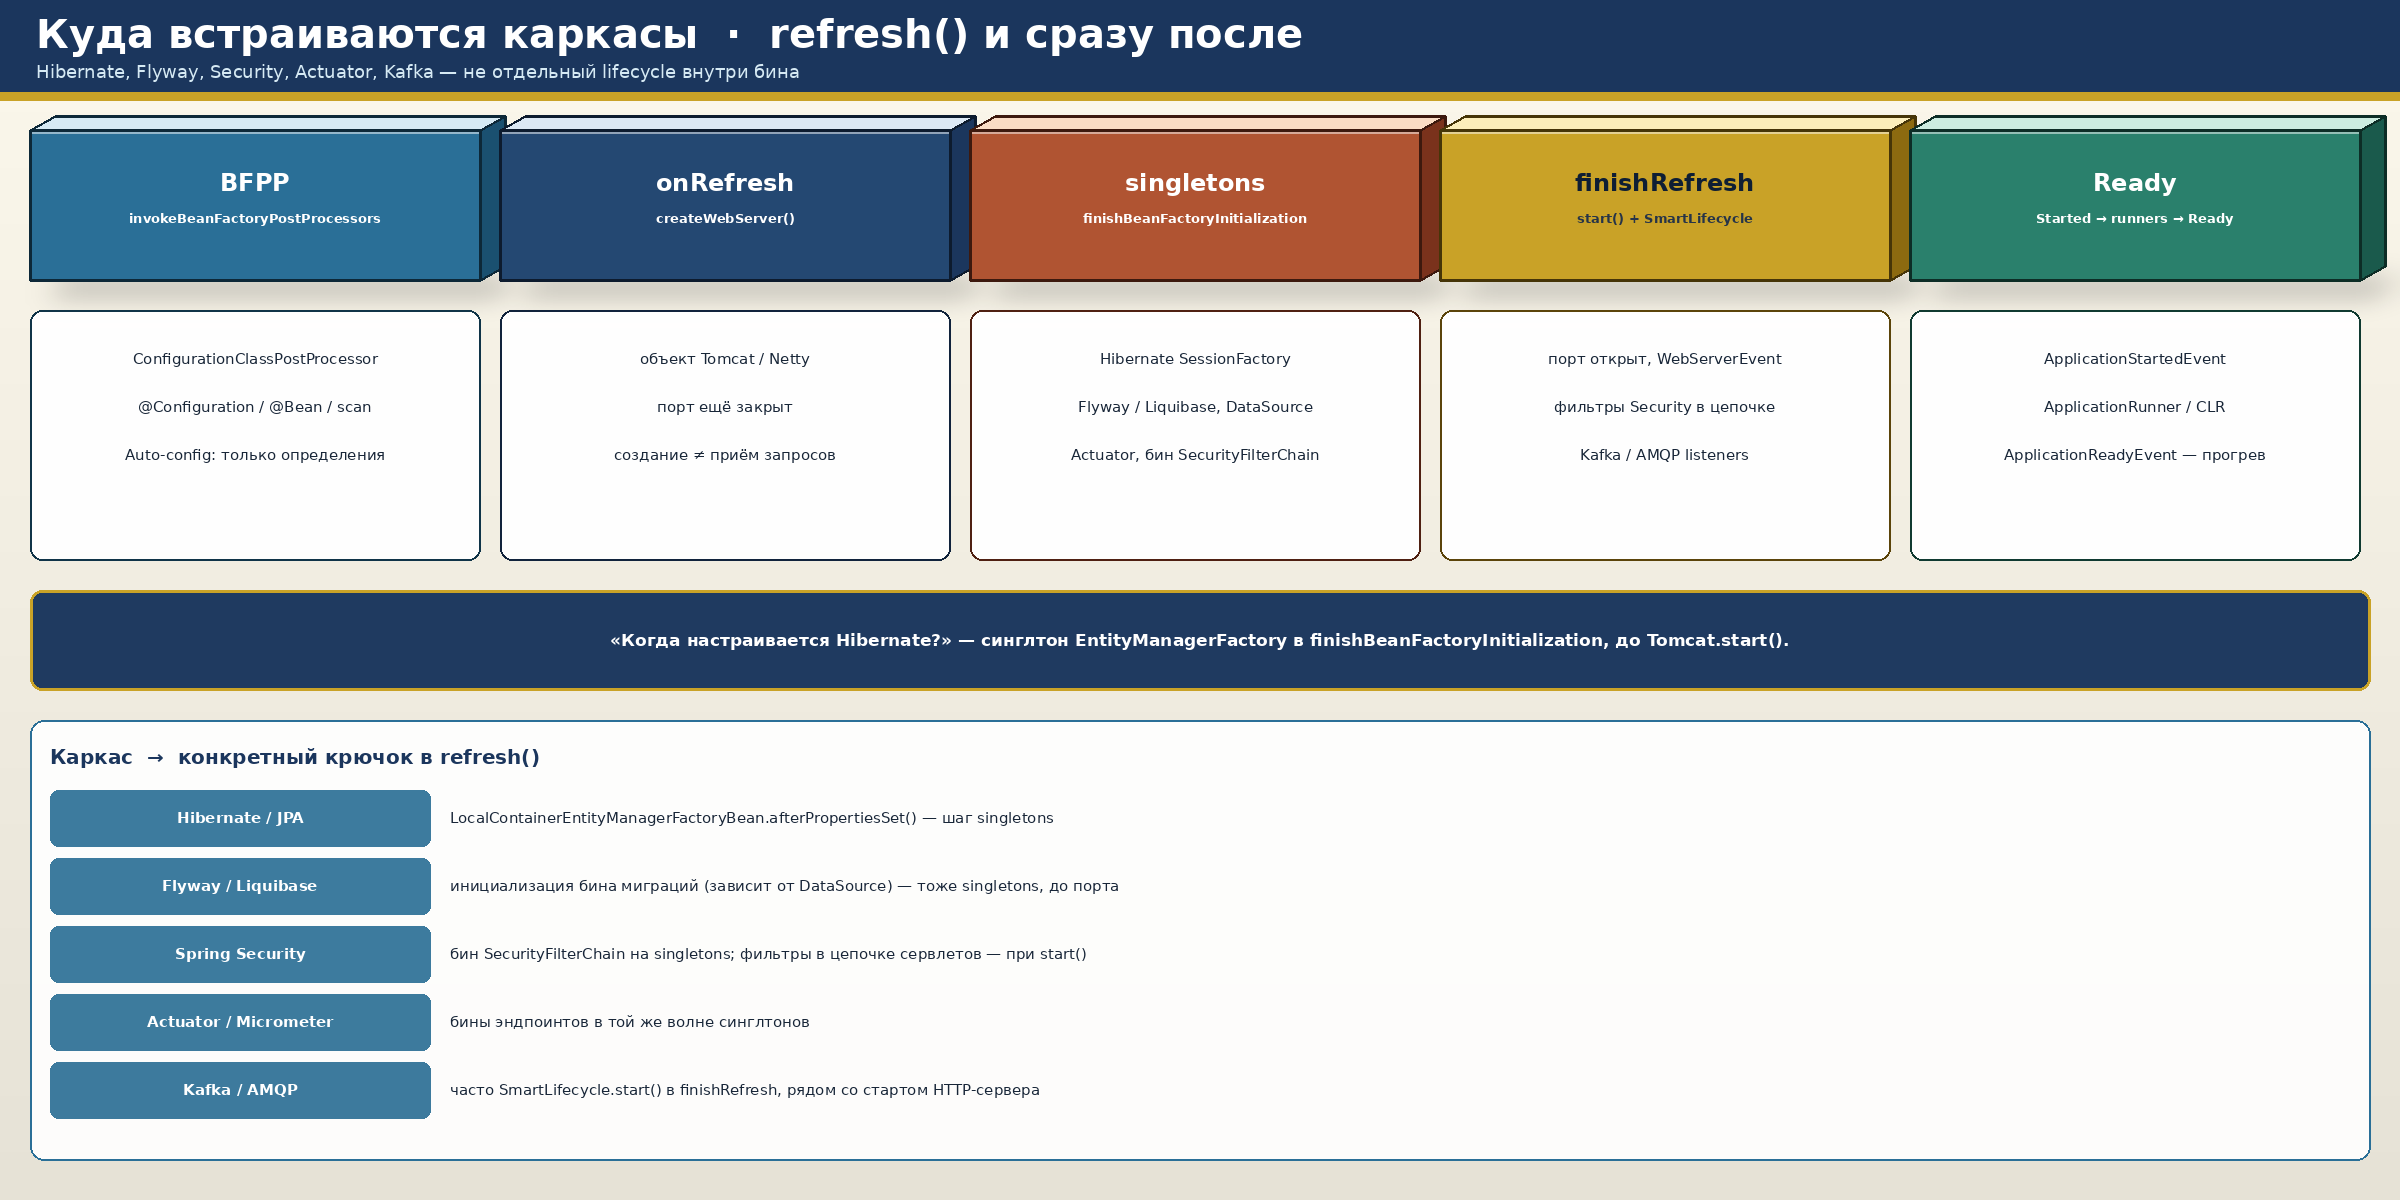 Куда встраиваются каркасы · refresh() и сразу после
Hibernate, Flyway, Security, Actuator, Kafka — не отдельный lifecycle внутри бина
BFPP
invokeBeanFactoryPostProcessors
onRefresh
createWebServer()
singletons
finishBeanFactoryInitialization
finishRefresh
start() + SmartLifecycle
Ready
Started → runners → Ready
ConfigurationClassPostProcessor
@Configuration / @Bean / scan
Auto-config: только определения
объект Tomcat / Netty
порт ещё закрыт
создание ≠ приём запросов
Hibernate SessionFactory
Flyway / Liquibase, DataSource
Actuator, бин SecurityFilterChain
порт открыт, WebServerEvent
фильтры Security в цепочке
Kafka / AMQP listeners
ApplicationStartedEvent
ApplicationRunner / CLR
ApplicationReadyEvent — прогрев
«Когда настраивается Hibernate?» — синглтон EntityManagerFactory в finishBeanFactoryInitialization, до Tomcat.start().
Каркас → конкретный крючок в refresh()
Hibernate / JPA
LocalContainerEntityManagerFactoryBean.afterPropertiesSet() — шаг singletons
Flyway / Liquibase
инициализация бина миграций (зависит от DataSource) — тоже singletons, до порта
Spring Security
бин SecurityFilterChain на singletons; фильтры в цепочке сервлетов — при start()
Actuator / Micrometer
бины эндпоинтов в той же волне синглтонов
Kafka / AMQP
часто SmartLifecycle.start() в finishRefresh, рядом со стартом HTTP-сервера